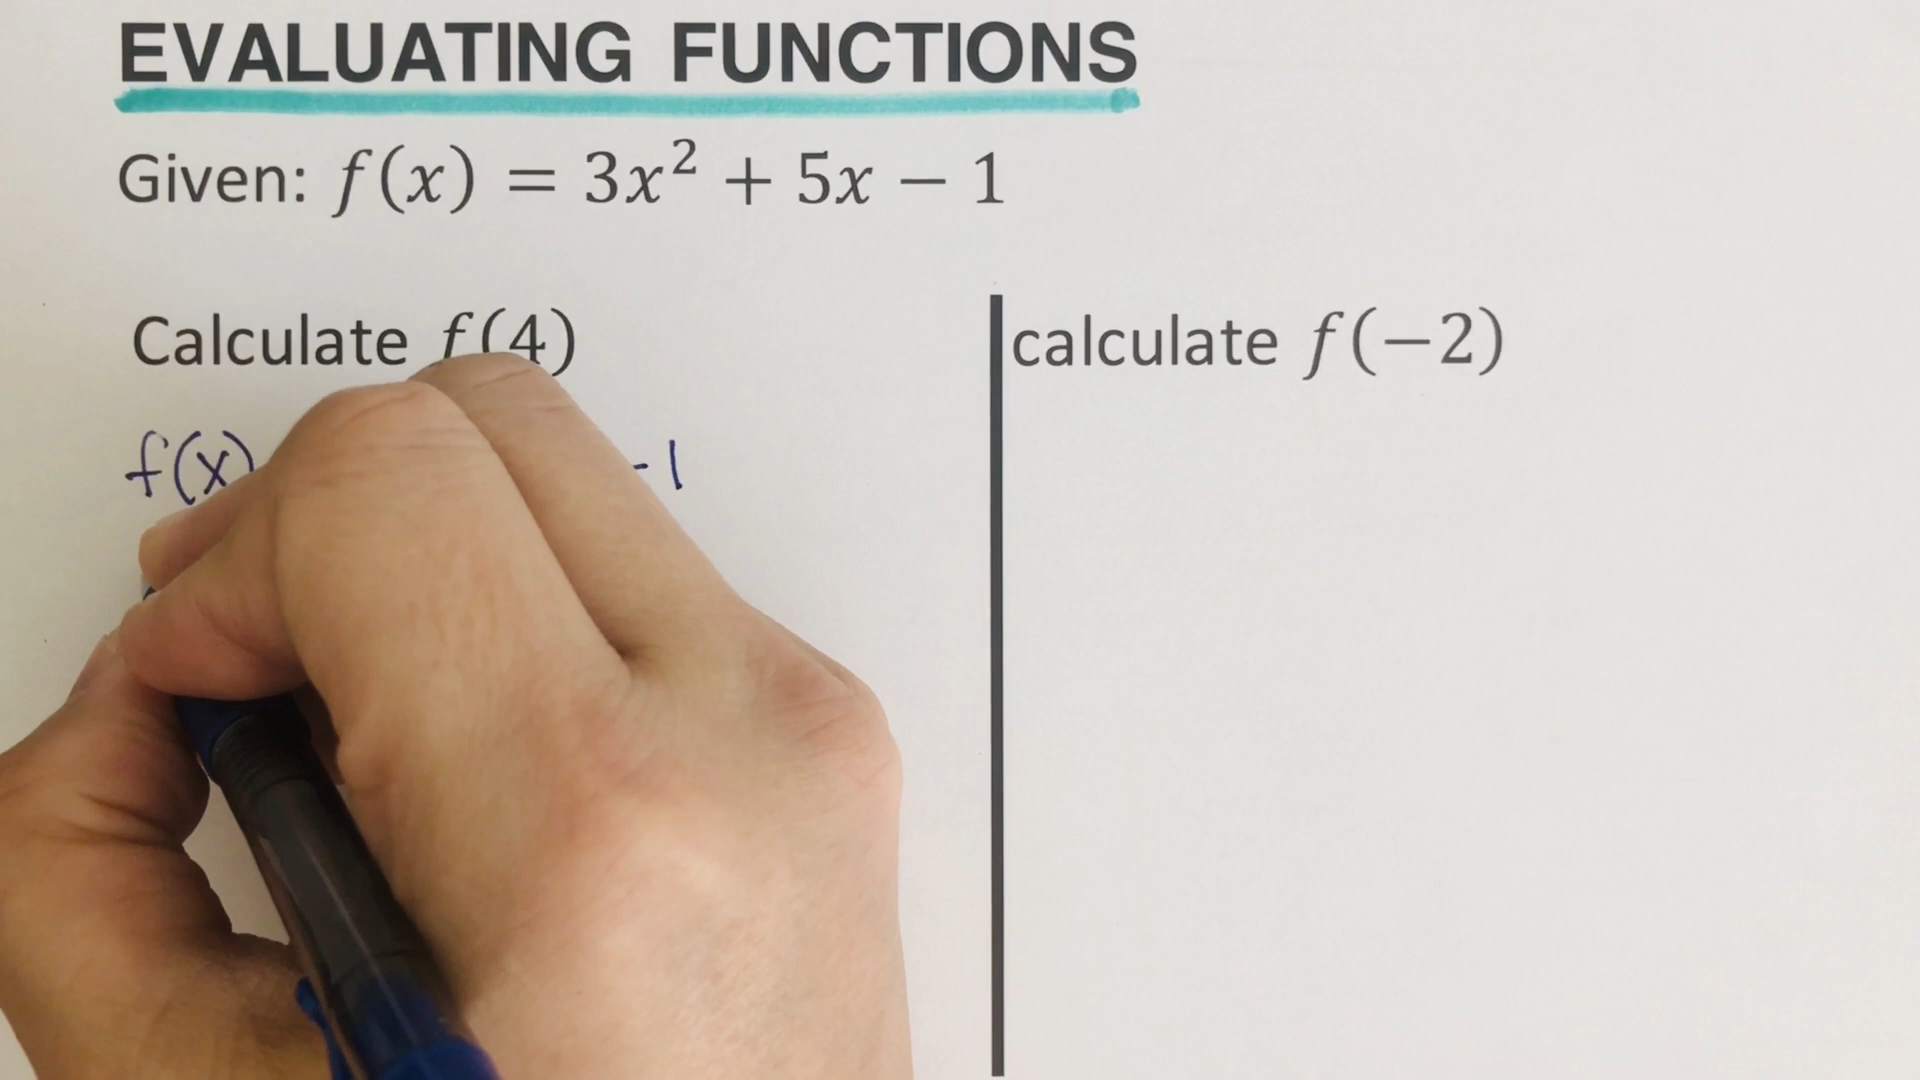 EVALUATING FUNCTIONS
Given: f(x) = 3x² + 5x − 1
Calculate f(4)
calculate f(−2)
f(x) -1